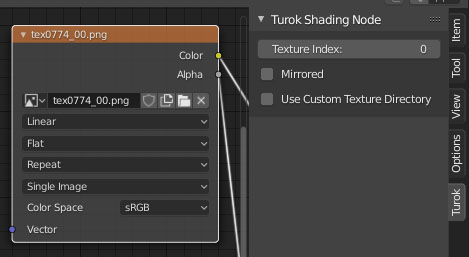 tex0774_00.png
Color
Alpha
tex0774_00.png
Linear
Flat
Repeat
Single Image
Color Space sRGB
Vector
Turok Shading Node
Texture Index: 0
Mirrored
Use Custom Texture Directory
Item
Tool
View
Options
Turok